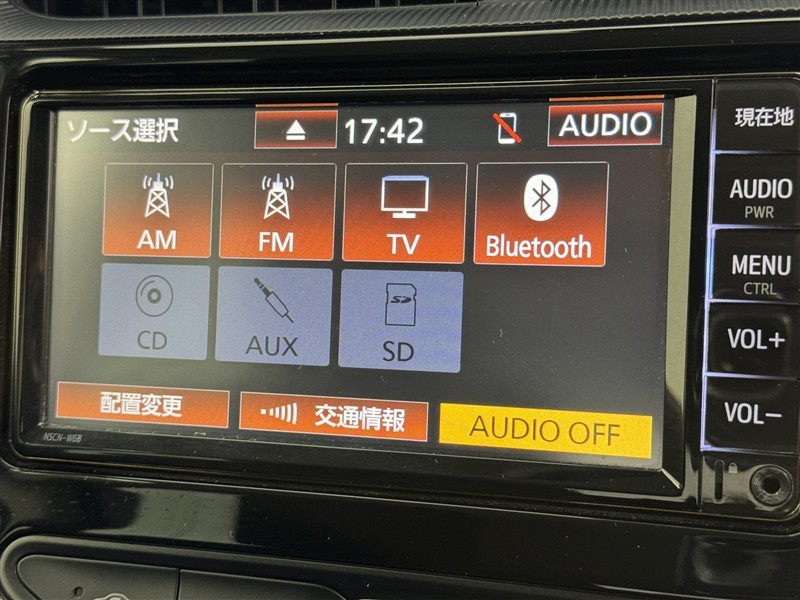 ソース選択
17:42
AUDIO
AM
FM
TV
Bluetooth
CD
AUX
SD
SD
配置変更
交通情報
AUDIO OFF
NSCN-W68
現在地
AUDIO
PWR
MENU
CTRL
VOL+
VOL−